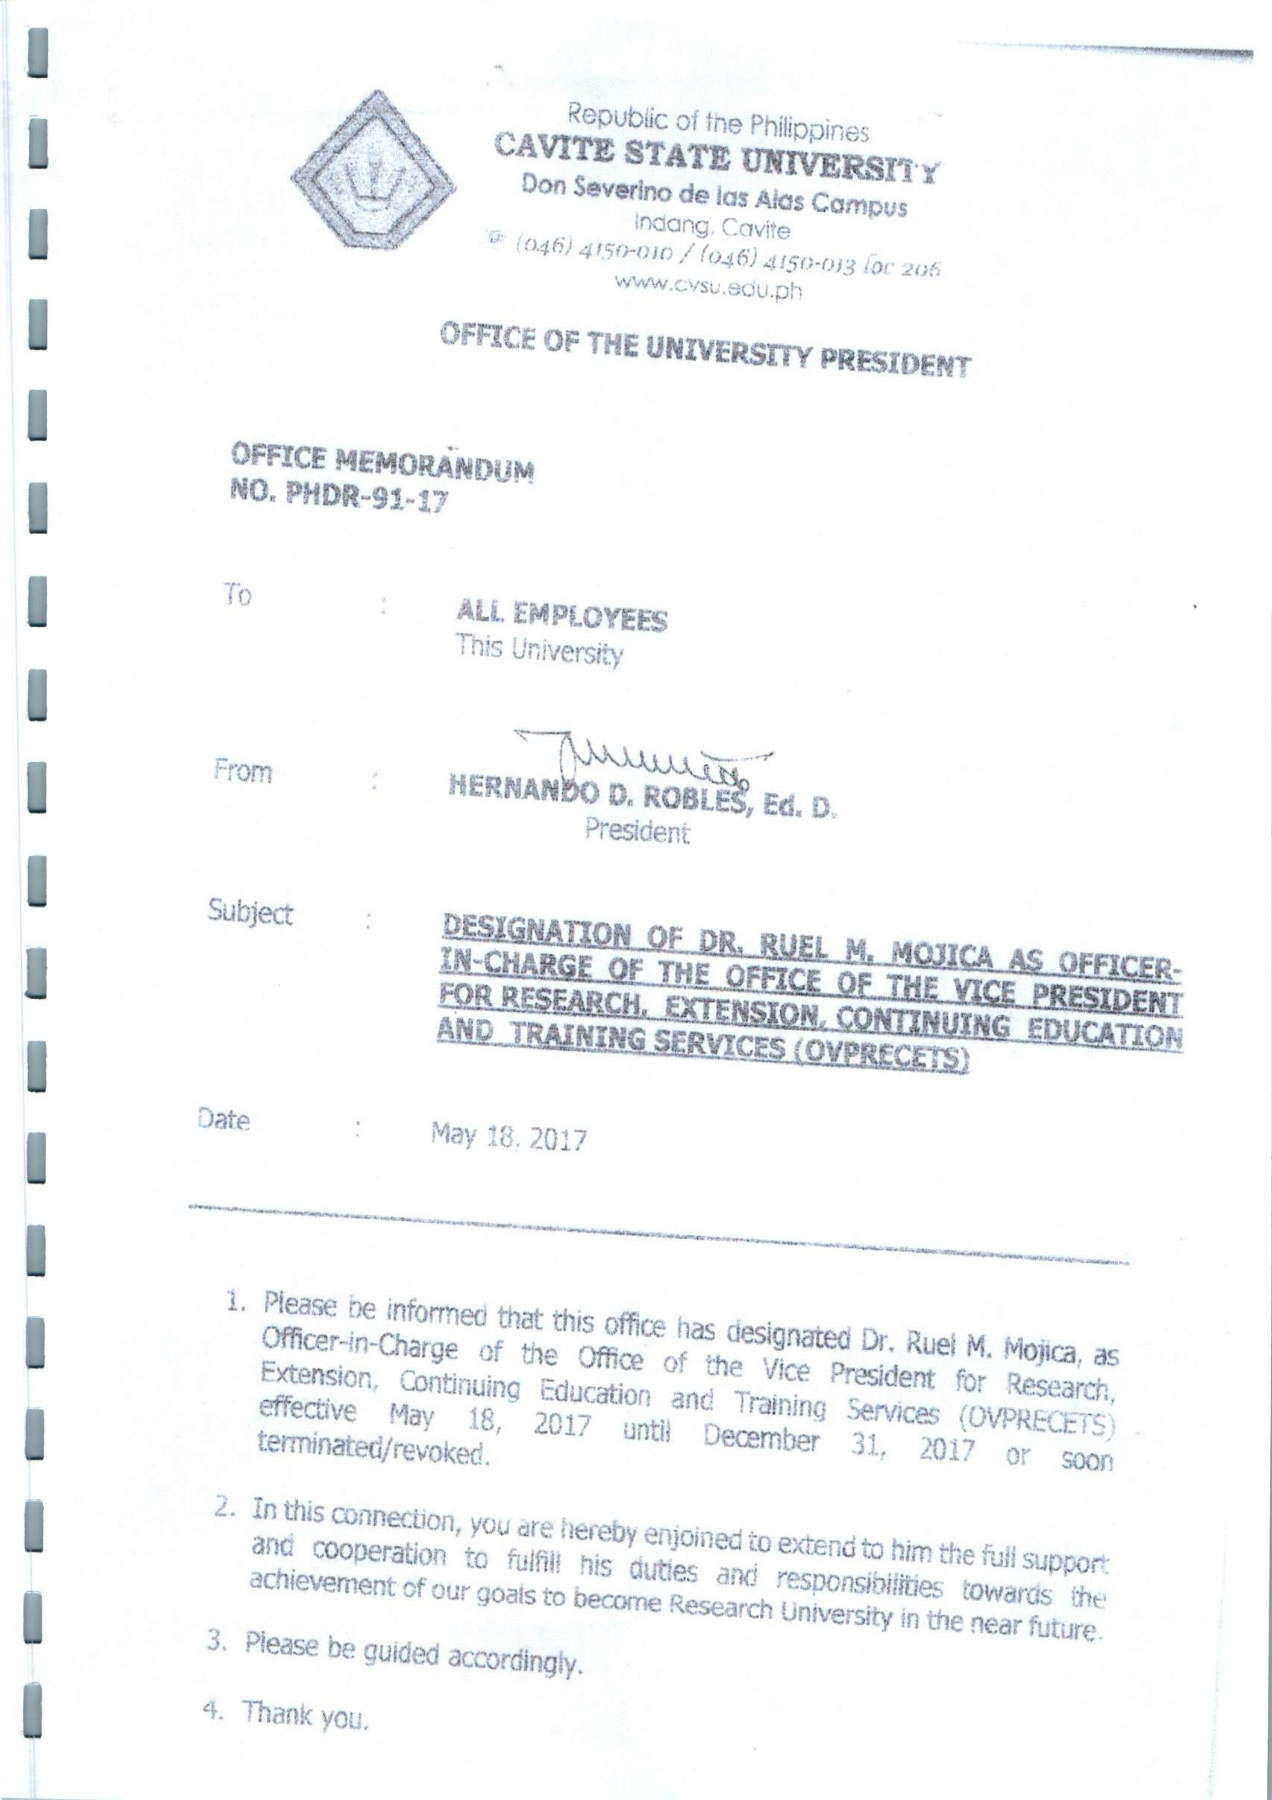 Republic of the Philippines
CAVITE STATE UNIVERSITY
Don Severino de las Alas Campus
Indang, Cavite
☏ (046) 4150-010 / (046) 4150-013 loc 206
www.cvsu.edu.ph
OFFICE OF THE UNIVERSITY PRESIDENT
OFFICE MEMORANDUM
NO. PHDR-91-17
To : ALL EMPLOYEES
This University
From : HERNANDO D. ROBLES, Ed. D.
President
Subject : DESIGNATION OF DR. RUEL M. MOJICA AS OFFICER-
IN-CHARGE OF THE OFFICE OF THE VICE PRESIDENT
FOR RESEARCH, EXTENSION, CONTINUING EDUCATION
AND TRAINING SERVICES (OVPRECETS)
Date : May 18, 2017
1. Please be informed that this office has designated Dr. Ruel M. Mojica, as
Officer-in-Charge of the Office of the Vice President for Research,
Extension, Continuing Education and Training Services (OVPRECETS)
effective May 18, 2017 until December 31, 2017 or soon
terminated/revoked.
2. In this connection, you are hereby enjoined to extend to him the full support
and cooperation to fulfill his duties and responsibilities towards the
achievement of our goals to become Research University in the near future.
3. Please be guided accordingly.
4. Thank you.